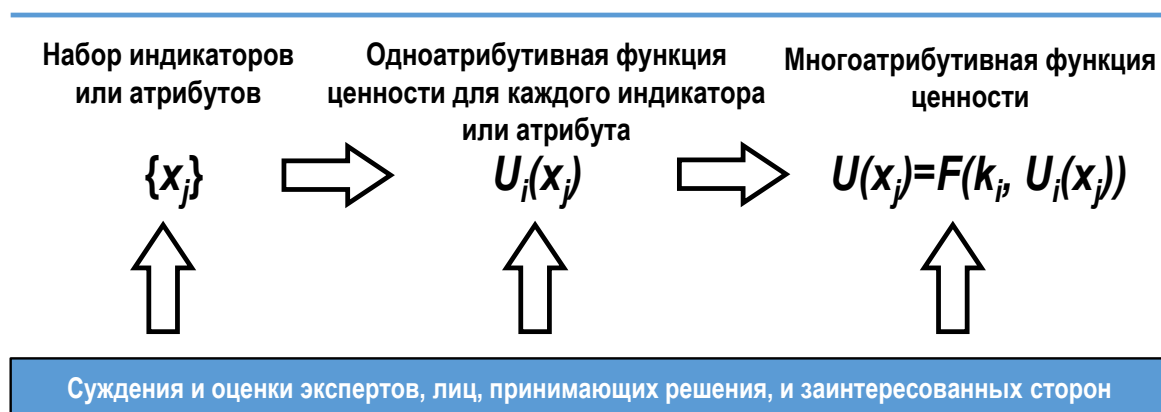 Набор индикаторов
или атрибутов
Одноатрибутивная функция
ценности для каждого индикатора
или атрибута
Многоатрибутивная функция
ценности
{xj}
Ui(xj)
U(xj)=F(ki, Ui(xj))
Суждения и оценки экспертов, лиц, принимающих решения, и заинтересованных сторон